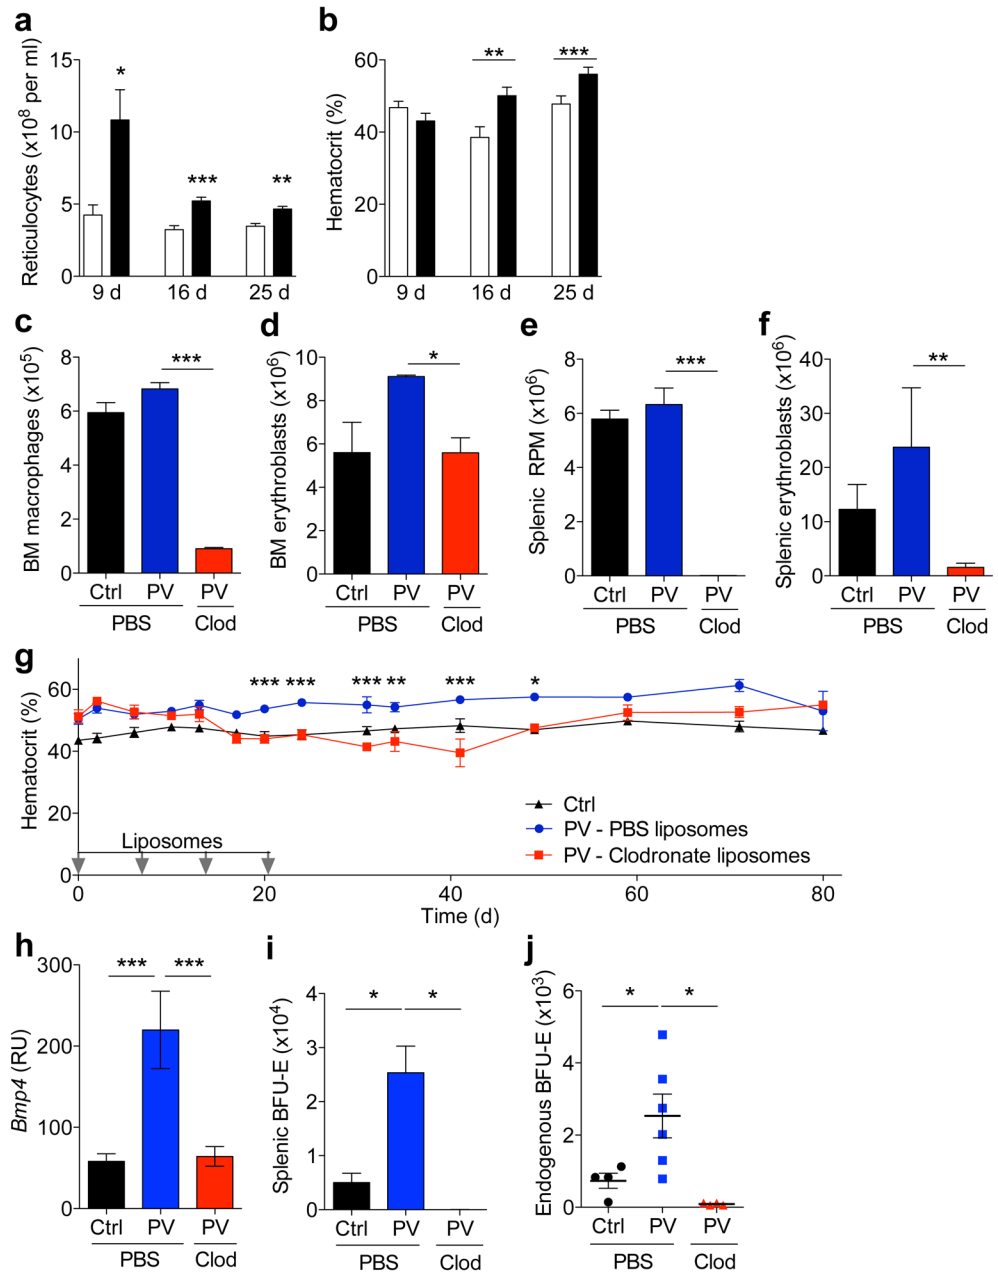 a
Reticulocytes (x10⁸ per ml)
15
10
5
0
*
***
**
9 d
16 d
25 d
b
Hematocrit (%)
60
40
20
0
**
***
9 d
16 d
25 d
c
BM macrophages (x10⁵)
8
6
4
2
0
***
Ctrl
PV
PV
PBS
Clod
d
BM erythroblasts (x10⁶)
10
8
6
4
2
0
*
Ctrl
PV
PV
PBS
Clod
e
Splenic RPM (x10⁶)
8
6
4
2
0
***
Ctrl
PV
PV
PBS
Clod
f
Splenic erythroblasts (x10⁶)
40
30
20
10
0
**
Ctrl
PV
PV
PBS
Clod
g
Hematocrit (%)
60
40
20
0
*** *** *** ** *** *
Ctrl
PV - PBS liposomes
PV - Clodronate liposomes
Liposomes
0
20
40
60
80
Time (d)
h
Bmp4 (RU)
300
200
100
0
***
***
Ctrl
PV
PV
PBS
Clod
i
Splenic BFU-E (x10⁴)
4
3
2
1
0
*
*
Ctrl
PV
PV
PBS
Clod
j
Endogenous BFU-E (x10³)
6
4
2
0
*
*
Ctrl
PV
PV
PBS
Clod